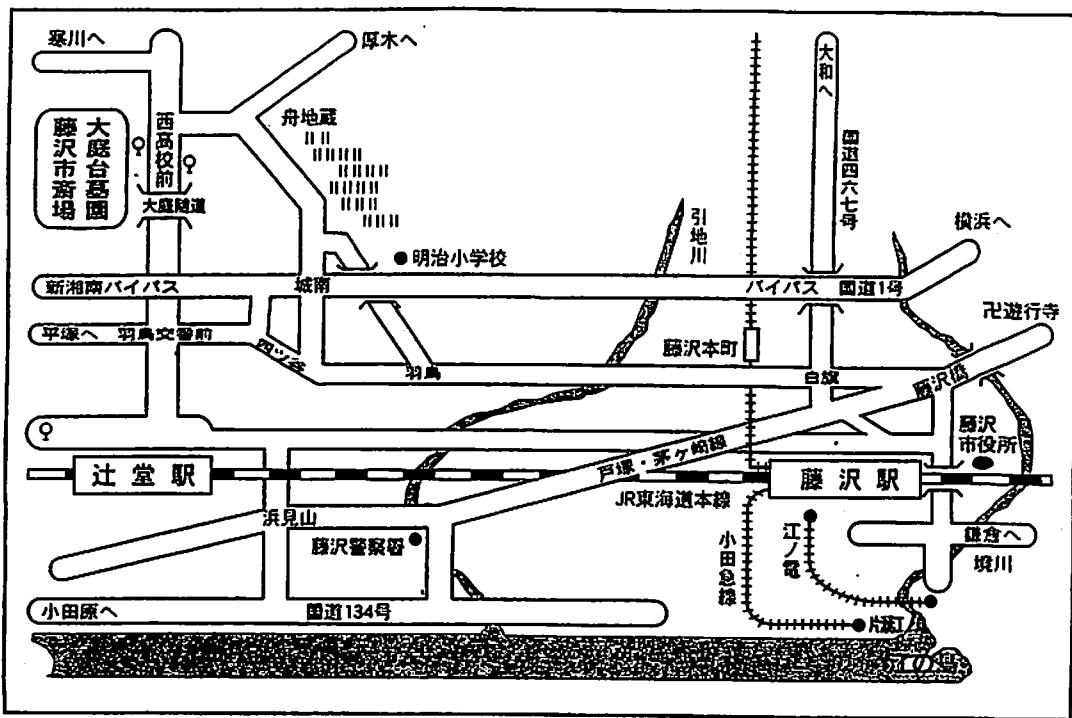 寒川へ
厚木へ
大和へ
舟地蔵
大庭台墓園
藤沢市斎場
西高校前
大庭隧道
国道四六七号
引地川
横浜へ
明治小学校
新湘南バイパス
城南
バイパス 国道1号
平塚へ 羽鳥交番前
四ツ谷
羽鳥
藤沢本町
白旗
藤沢橋
卍遊行寺
藤沢
市役所
戸塚・茅ケ崎線
辻堂駅
藤沢駅
JR東海道本線
浜見山
藤沢警察署
小田急線
江ノ電
鎌倉へ
境川
小田原へ
国道134号